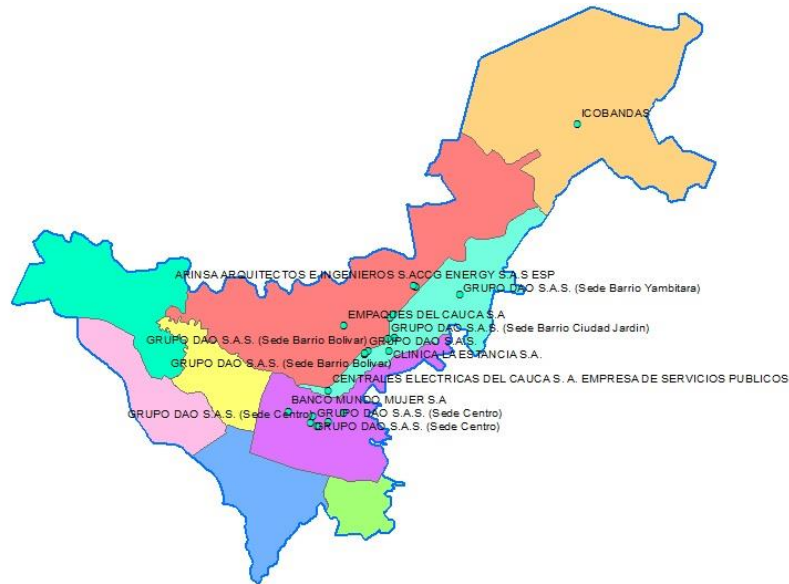 ICOBANDAS
ARINSA ARQUITECTOS E INGENIEROS S.ACCG ENERGY S.A.S ESP
GRUPO DAO S.A.S. (Sede Barrio Yambitara)
EMPAQUES DEL CAUCA S.A
GRUPO DAO S.A.S. (Sede Barrio Ciudad Jardin)
GRUPO DAO S.A.S. (Sede Barrio Bolivar)
GRUPO DAO S.A.S.
CLINICA LA ESTANCIA S.A.
GRUPO DAO S.A.S. (Sede Barrio Bolivar)
CENTRALES ELECTRICAS DEL CAUCA S. A. EMPRESA DE SERVICIOS PUBLICOS
BANCO MUNDO MUJER S.A
GRUPO DAO S.A.S. (Sede Centro)
GRUPO DAO S.A.S. (Sede Centro)
GRUPO DAO S.A.S. (Sede Centro)